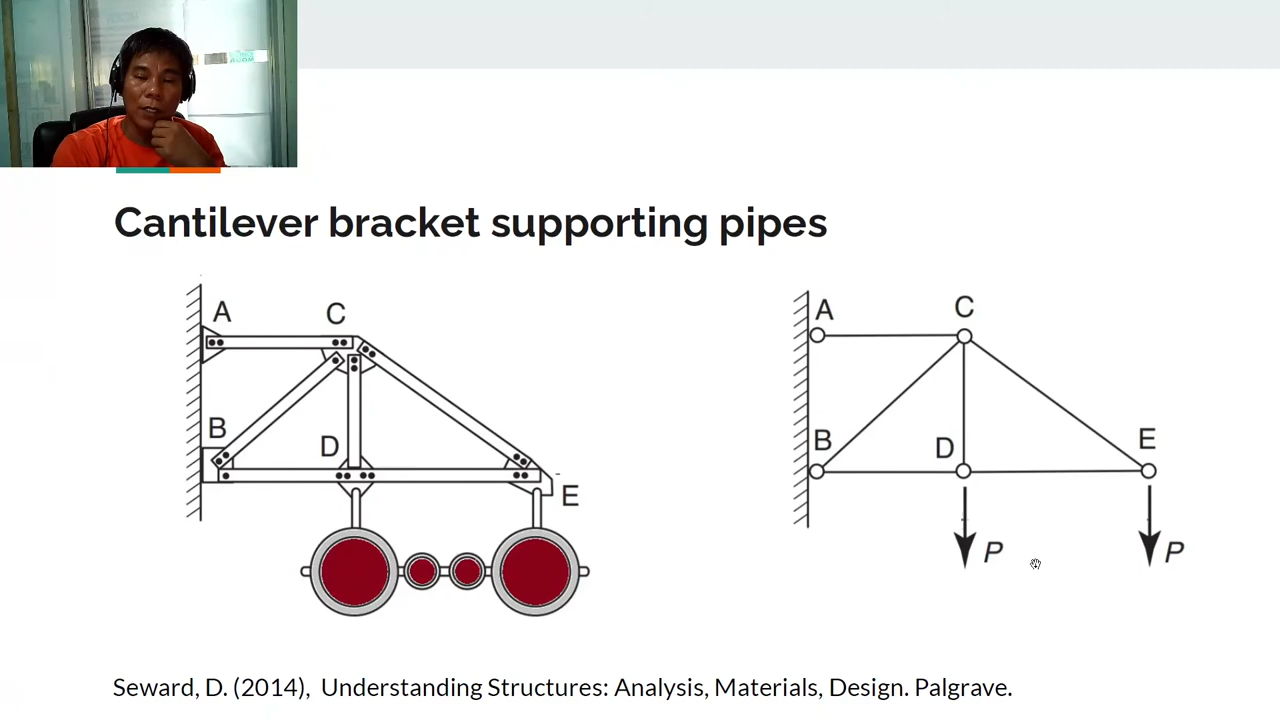 Cantilever bracket supporting pipes
A
C
B
D
E
A
C
B
D
E
P
P
Seward, D. (2014), Understanding Structures: Analysis, Materials, Design. Palgrave.